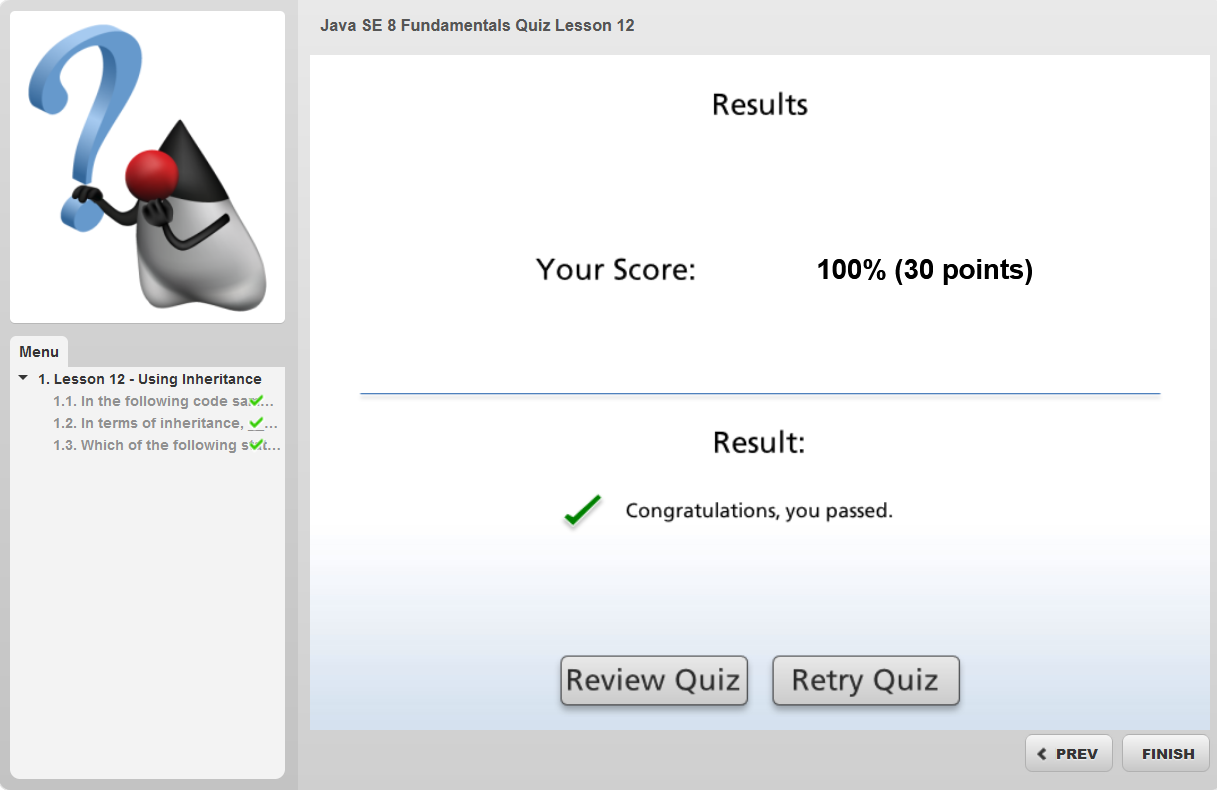 Java SE 8 Fundamentals Quiz Lesson 12
Results
Your Score: 100% (30 points)
Result:
Congratulations, you passed.
Review Quiz Retry Quiz
PREV FINISH
Menu
1. Lesson 12 - Using Inheritance
1.1. In the following code sa...
1.2. In terms of inheritance, __...
1.3. Which of the following st...